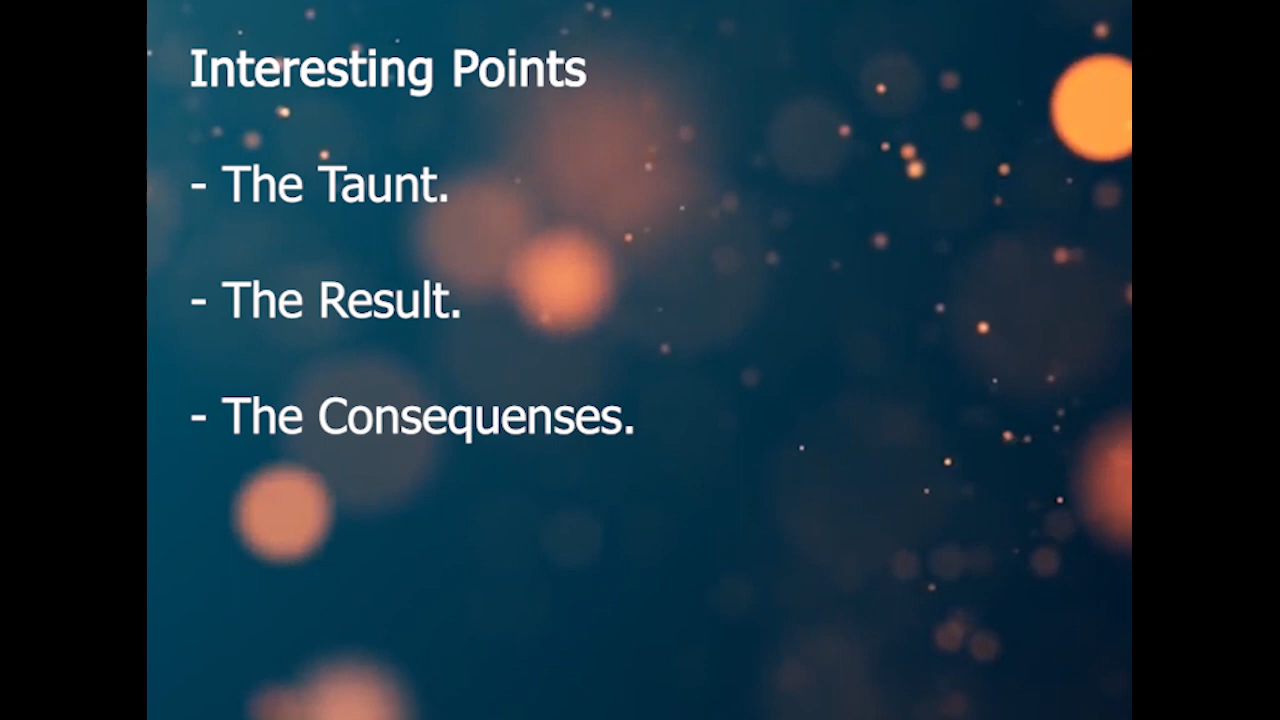 Interesting Points
- The Taunt.
- The Result.
- The Consequenses.